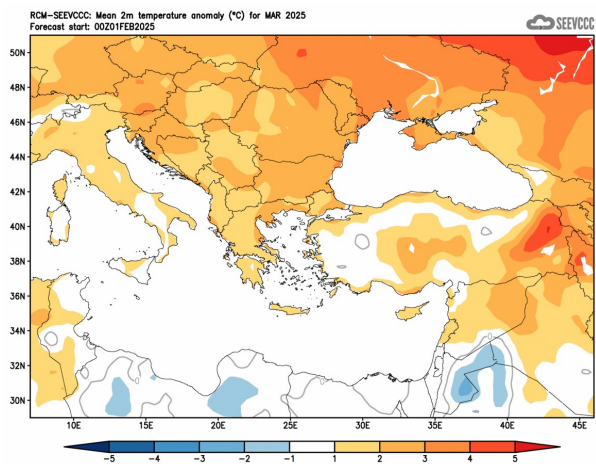 RCM-SEEVCCC: Mean 2m temperature anomaly (°C) for MAR 2025
Forecast start: 00Z01FEB2025
SEEVCCC
50N
48N
46N
44N
42N
40N
38N
36N
34N
32N
30N
10E 15E 20E 25E 30E 35E 40E 45E
-5 -4 -3 -2 -1 1 2 3 4 5